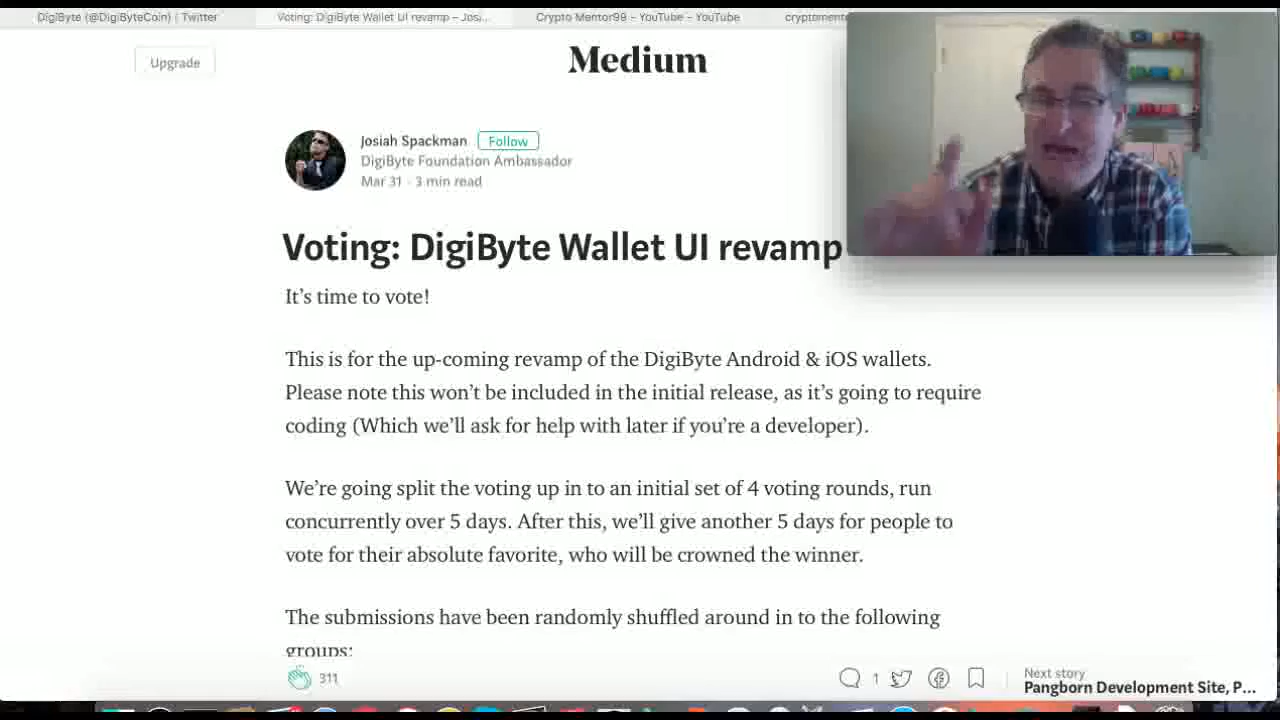 DigiByte (@DigiByteCoin) | Twitter
Voting: DigiByte Wallet UI revamp – Josi...
Crypto Mentor99 – YouTube – YouTube
cryptomento
Upgrade
Medium
Josiah Spackman Follow
DigiByte Foundation Ambassador
Mar 31 · 3 min read
Voting: DigiByte Wallet UI revamp
It's time to vote!
This is for the up-coming revamp of the DigiByte Android & iOS wallets.
Please note this won't be included in the initial release, as it's going to require
coding (Which we'll ask for help with later if you're a developer).
We're going split the voting up in to an initial set of 4 voting rounds, run
concurrently over 5 days. After this, we'll give another 5 days for people to
vote for their absolute favorite, who will be crowned the winner.
The submissions have been randomly shuffled around in to the following
groups:
311
1
Next story
Pangborn Development Site, P...